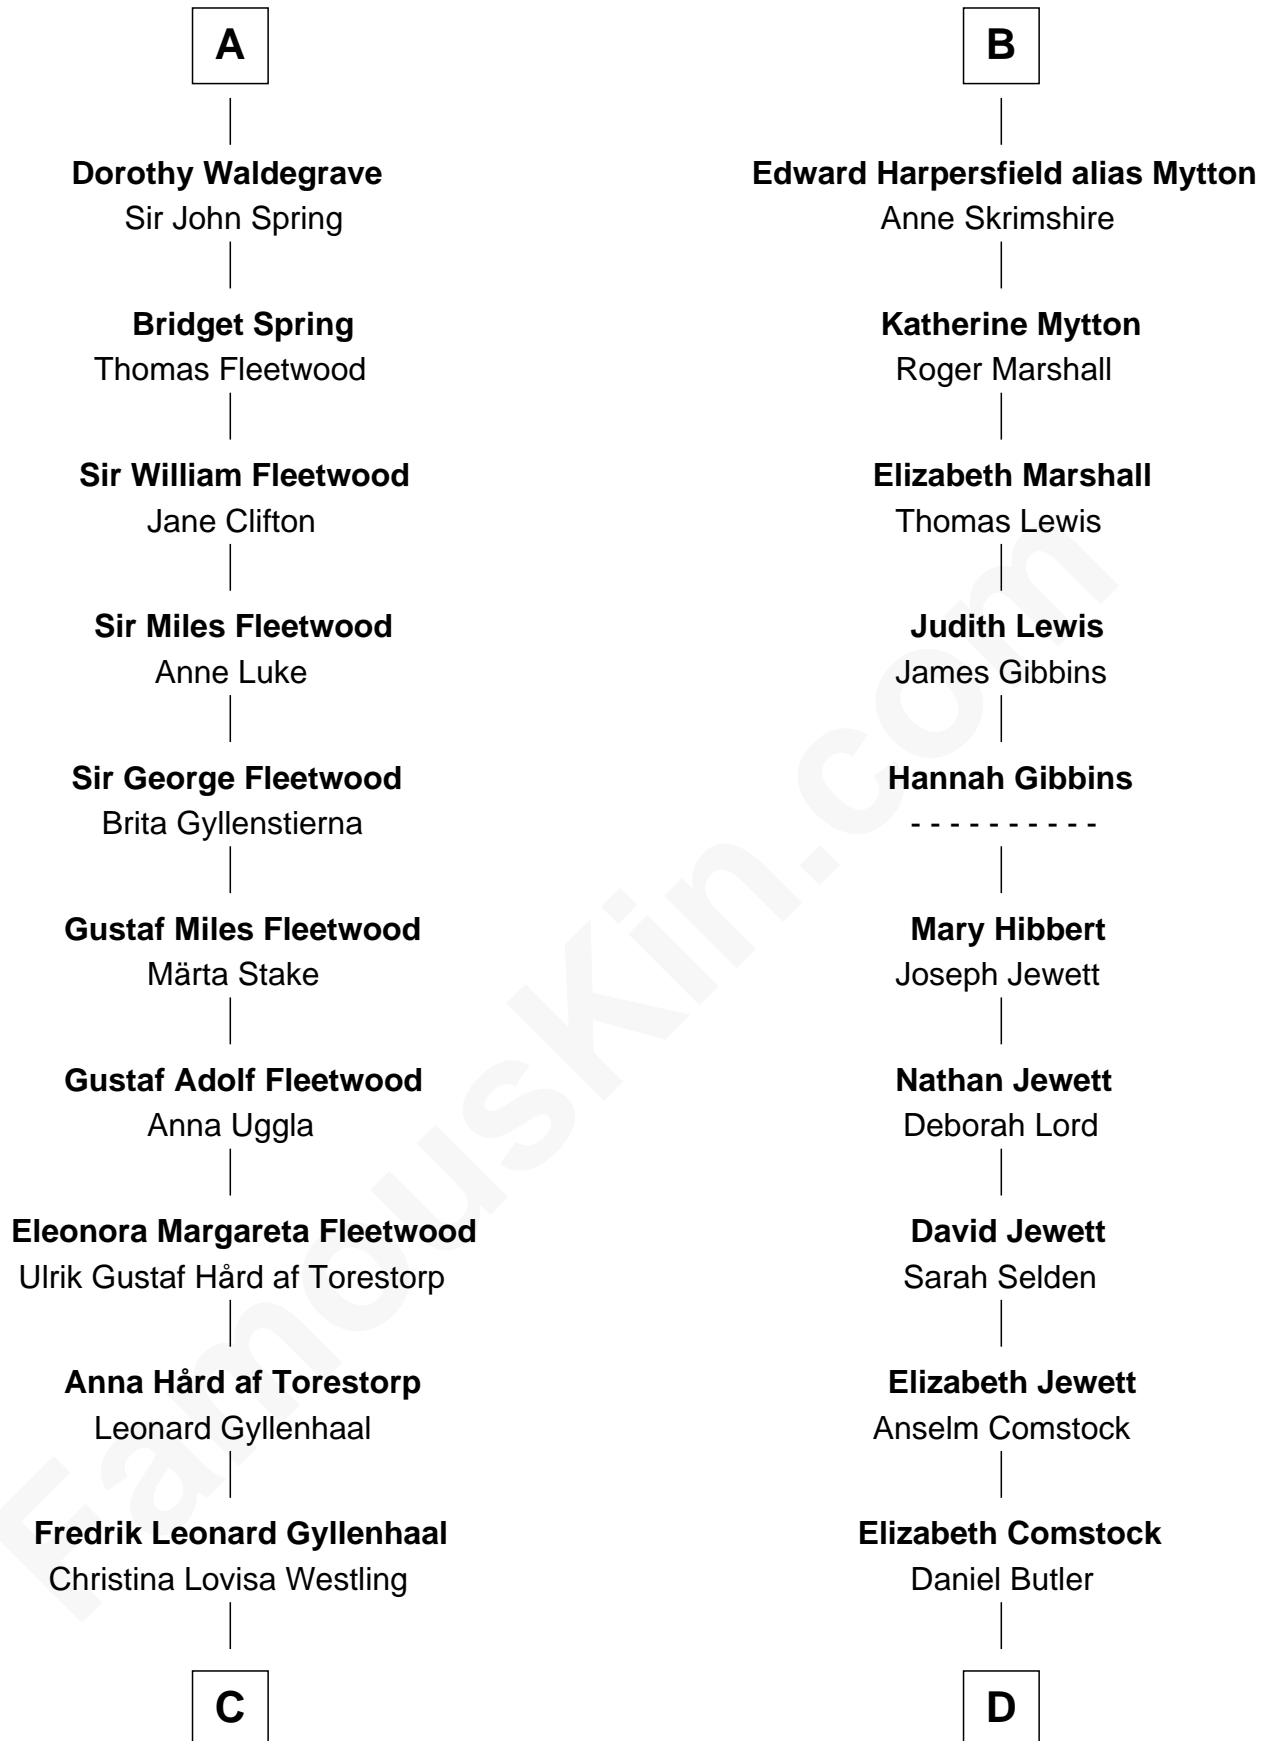 A
Dorothy Waldegrave
Sir John Spring
Bridget Spring
Thomas Fleetwood
Sir William Fleetwood
Jane Clifton
Sir Miles Fleetwood
Anne Luke
Sir George Fleetwood
Brita Gyllenstierna
Gustaf Miles Fleetwood
Märta Stake
Gustaf Adolf Fleetwood
Anna Uggla
Eleonora Margareta Fleetwood
Ulrik Gustaf Hård af Torestorp
Anna Hård af Torestorp
Leonard Gyllenhaal
Fredrik Leonard Gyllenhaal
Christina Lovisa Westling
C
B
Edward Harpersfield alias Mytton
Anne Skrimshire
Katherine Mytton
Roger Marshall
Elizabeth Marshall
Thomas Lewis
Judith Lewis
James Gibbins
Hannah Gibbins
- - - - - - - - - -
Mary Hibbert
Joseph Jewett
Nathan Jewett
Deborah Lord
David Jewett
Sarah Selden
Elizabeth Jewett
Anselm Comstock
Elizabeth Comstock
Daniel Butler
D
FamousKin.com